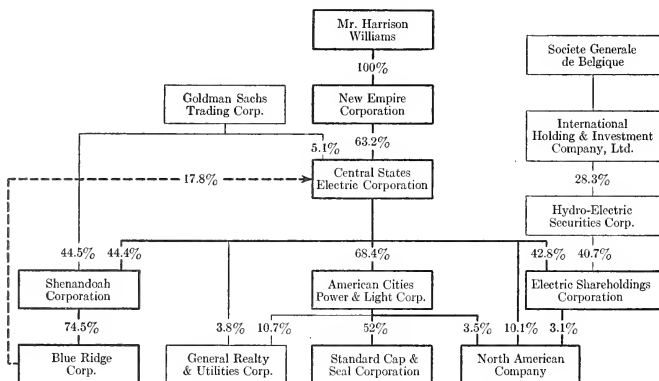 Mr. Harrison
Williams
Societe Generale
de Belgique
100%
Goldman Sachs
Trading Corp.
New Empire
Corporation
International
Holding & Investment
Company, Ltd.
63.2%
5.1%
17.8%
Central States
Electric Corporation
28.3%
Hydro-Electric
Securities Corp.
44.5%
44.4%
68.4%
42.8%
40.7%
Shenandoah
Corporation
American Cities
Power & Light Corp.
Electric Shareholdings
Corporation
74.5%
3.8%
10.7%
52%
3.5%
10.1%
3.1%
Blue Ridge
Corp.
General Realty
& Utilities Corp.
Standard Cap &
Seal Corporation
North American
Company